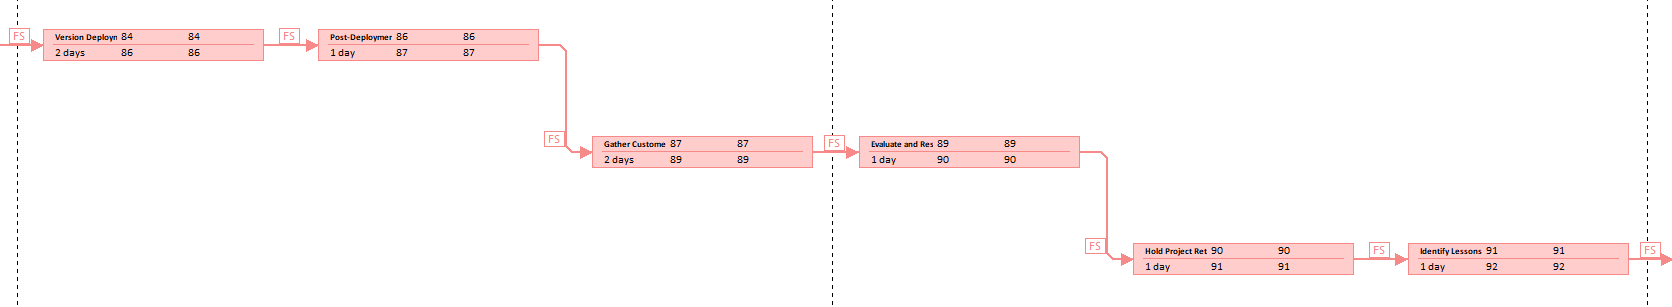 FS
Version Deployn 84 84
2 days 86 86
FS
Post-Deploymer 86 86
1 day 87 87
FS
Gather Custome 87 87
2 days 89 89
FS
Evaluate and Res 89 89
1 day 90 90
FS
Hold Project Ret 90 90
1 day 91 91
FS
Identify Lessons 91 91
1 day 92 92
FS